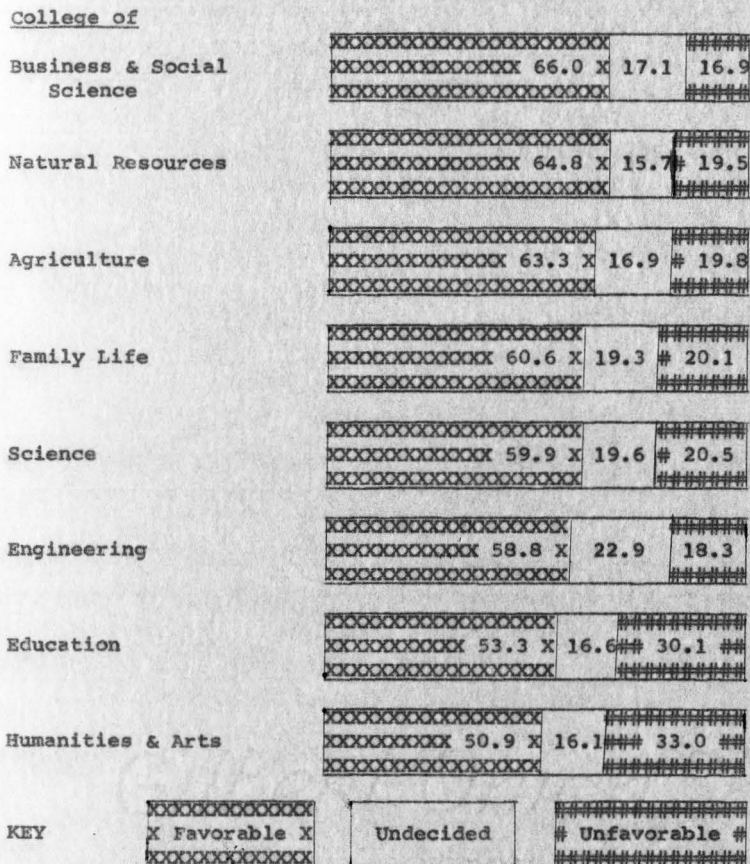 College of
Business & Social 66.0 17.1 16.9
Science
Natural Resources 64.8 15.7 19.5
Agriculture 63.3 16.9 19.8
Family Life 60.6 19.3 20.1
Science 59.9 19.6 20.5
Engineering 58.8 22.9 18.3
Education 53.3 16.6 30.1
Humanities & Arts 50.9 16.1 33.0
KEY Favorable Undecided Unfavorable